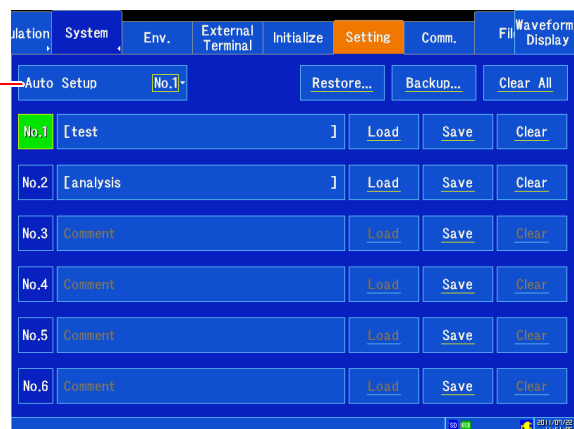 ulation System Env. External Terminal Initialize Setting Comm. Fil Waveform Display
Auto Setup No.1 Restore... Backup... Clear All
No.1 [test ] Load Save Clear
No.2 [analysis ] Load Save Clear
No.3 Comment Load Save Clear
No.4 Comment Load Save Clear
No.5 Comment Load Save Clear
No.6 Comment Load Save Clear
SD